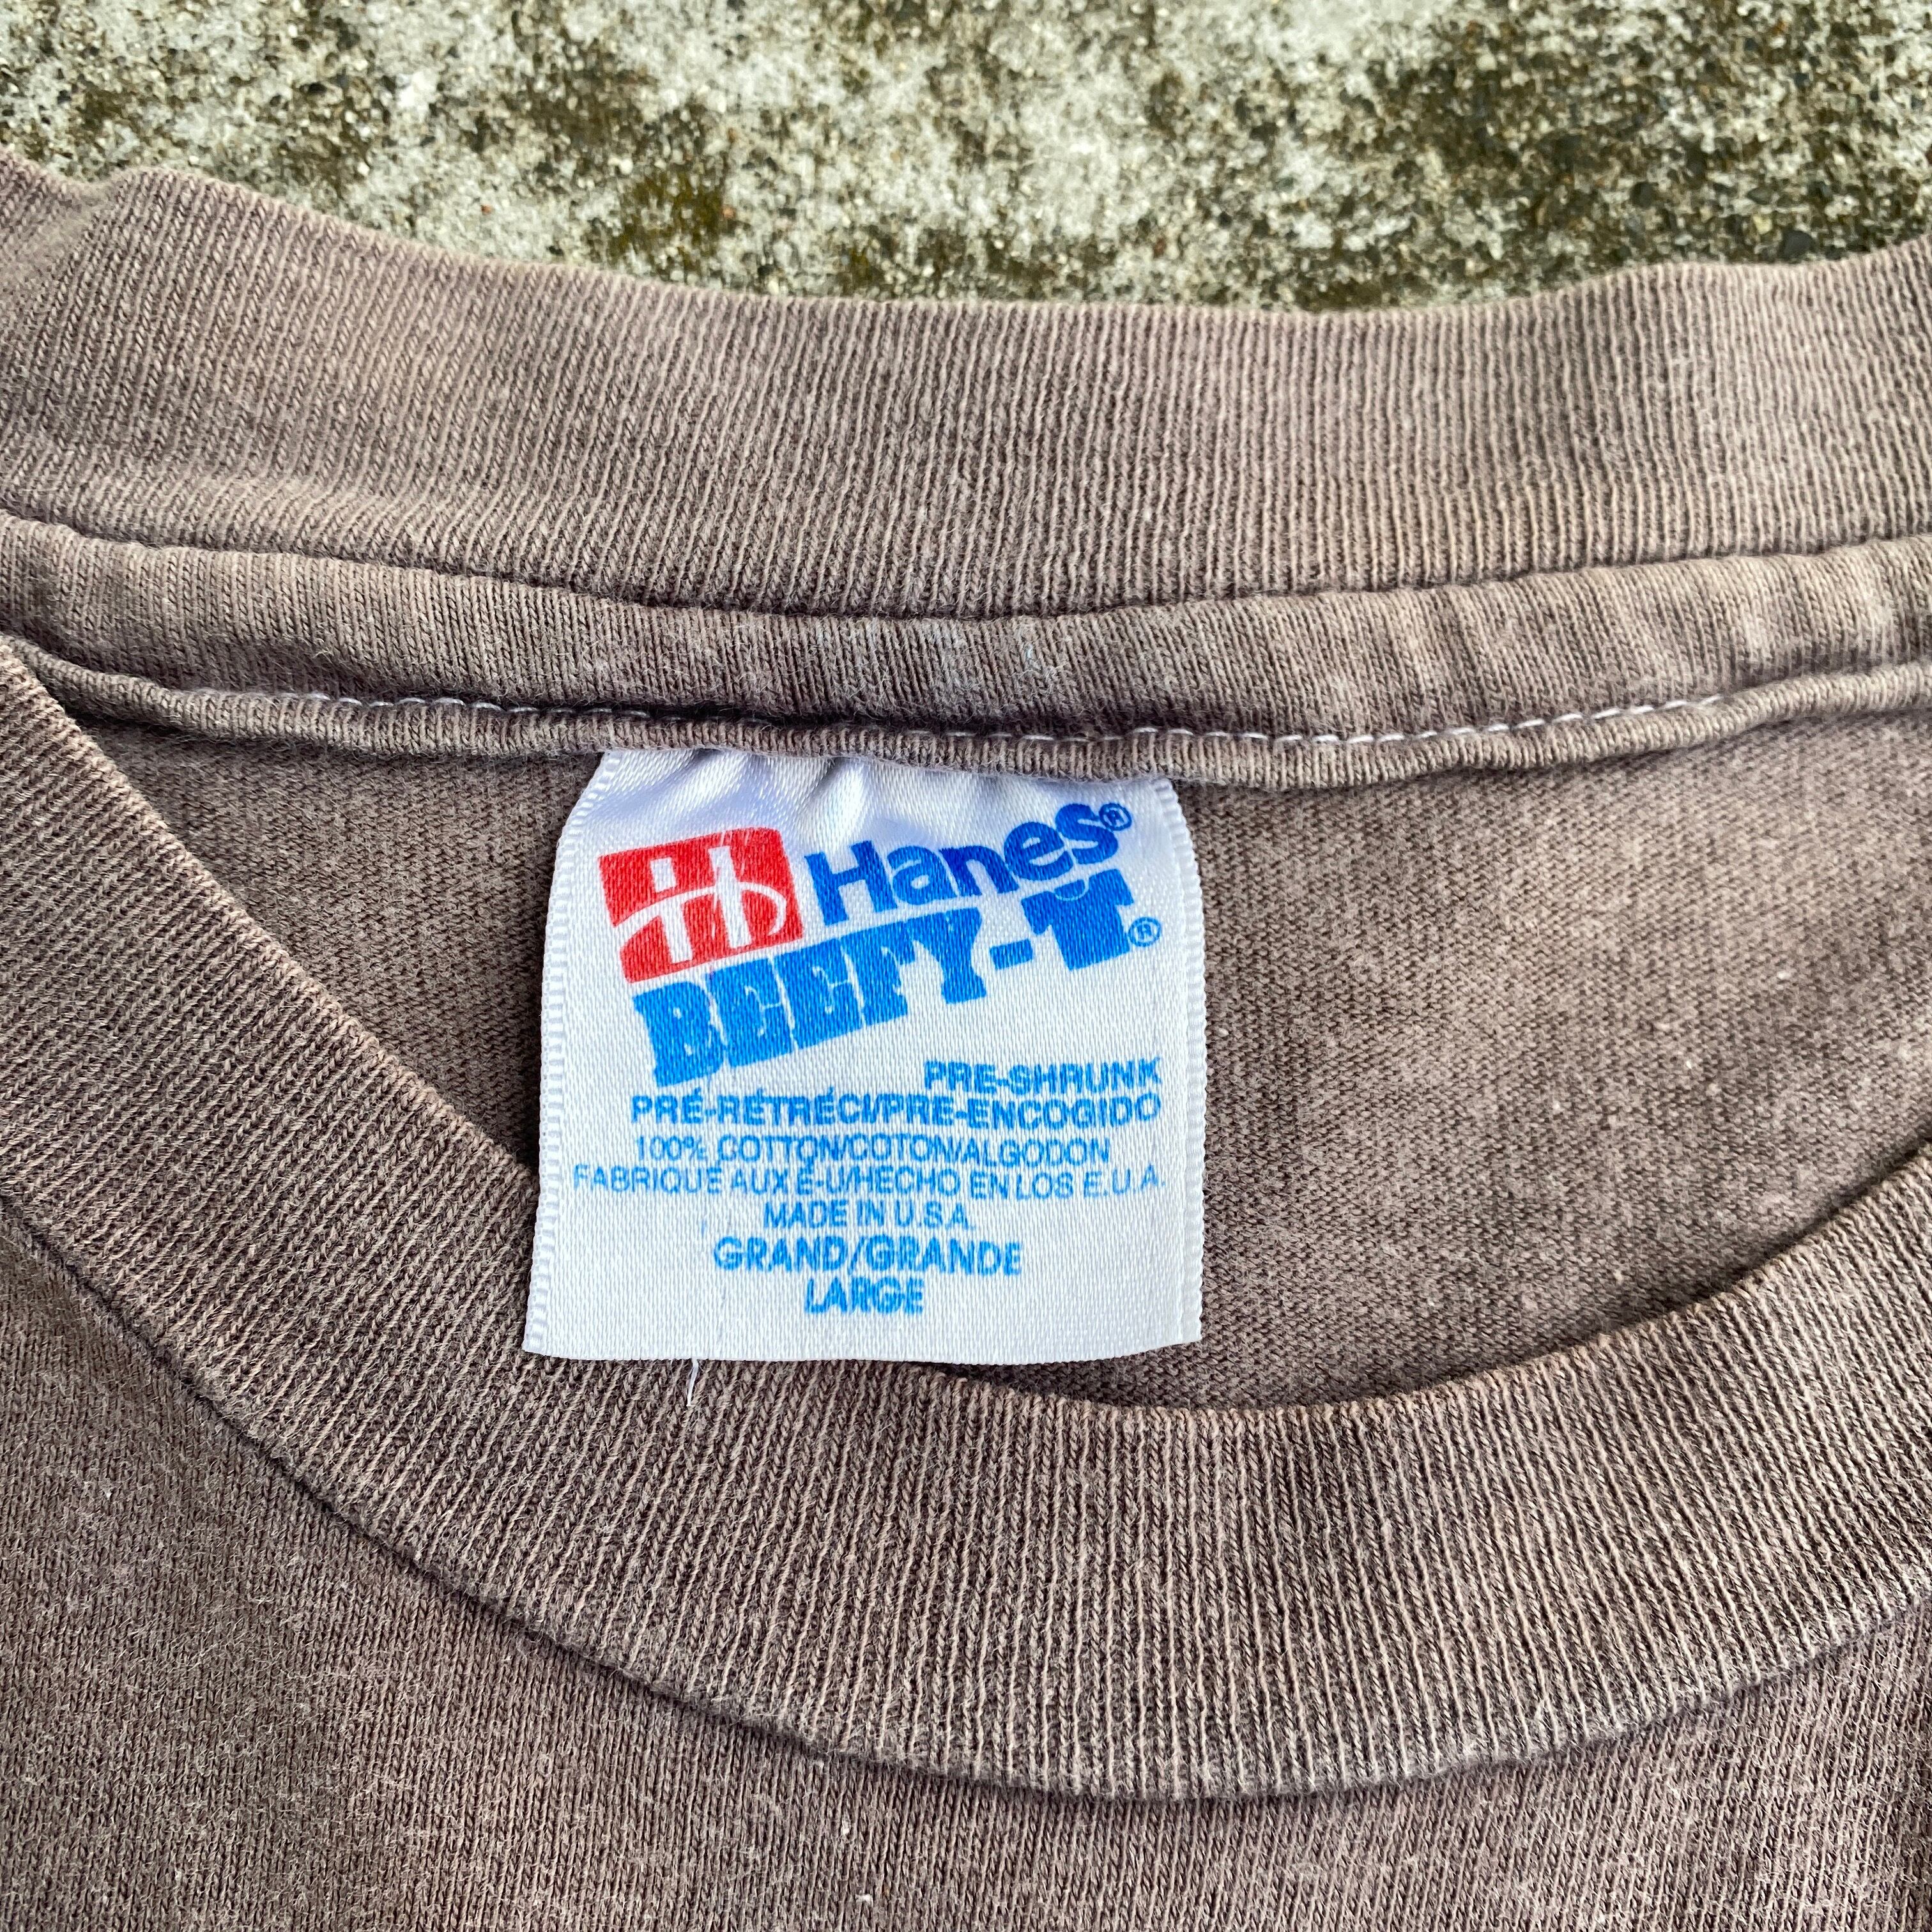 Hanes®
BEEFY-T®
PRE-SHRUNK
PRÉ-RÉTRÉCI/PRE-ENCOGIDO
100% COTTON/COTON/ALGODON
FABRIQUÉ AUX É-U/HECHO EN LOS E.U.A.
MADE IN U.S.A.
GRAND/GRANDE
LARGE